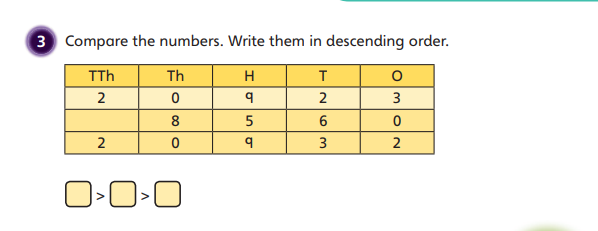 3 Compare the numbers. Write them in descending order.
TTh Th H T O
2 0 9 2 3
8 5 6 0
2 0 9 3 2
> >